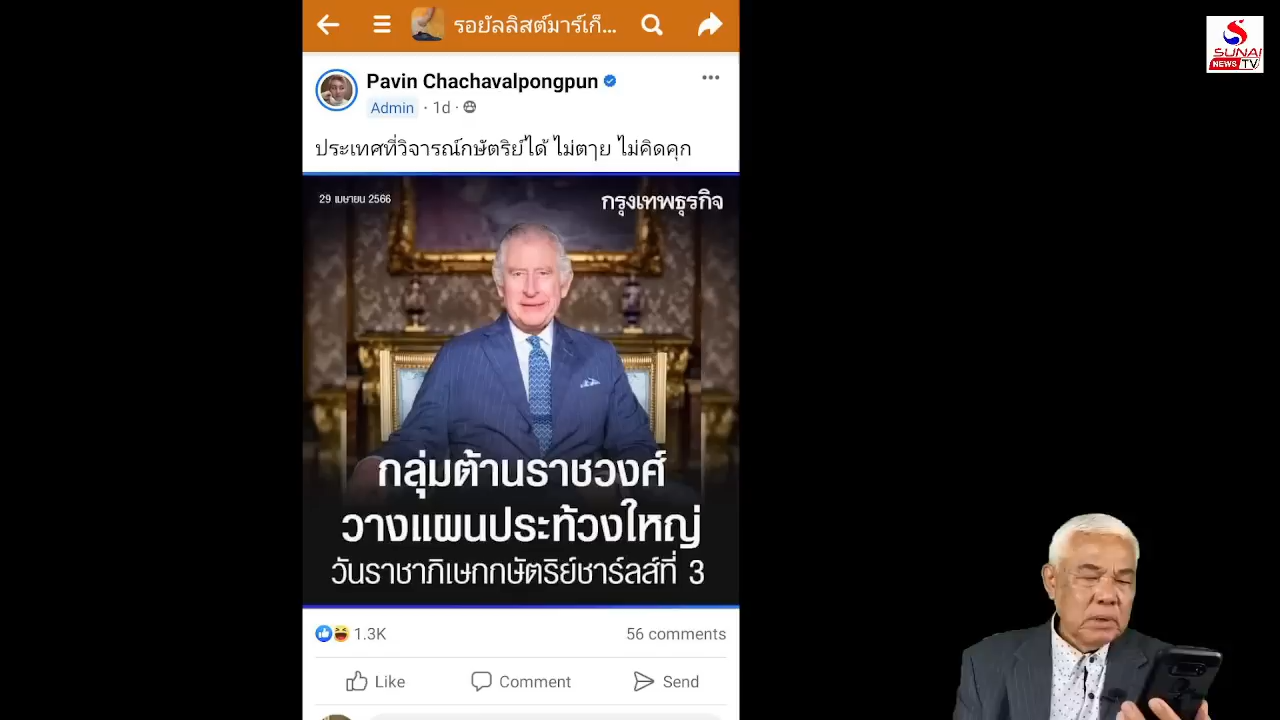 รอยัลลิสต์มาร์เก็...
SUNAI
NEWS TV
Pavin Chachavalpongpun
Admin · 1d ·
ประเทศที่วิจารณ์กษัตริย์ได้ ไม่ตๅย ไม่คิดคุก
29 เมษายน 2566
กรุงเทพธุรกิจ
กลุ่มต้านราชวงศ์
วางแผนประท้วงใหญ่
วันราชาภิเษกกษัตริย์ชาร์ลส์ที่ 3
1.3K
56 comments
Like
Comment
Send